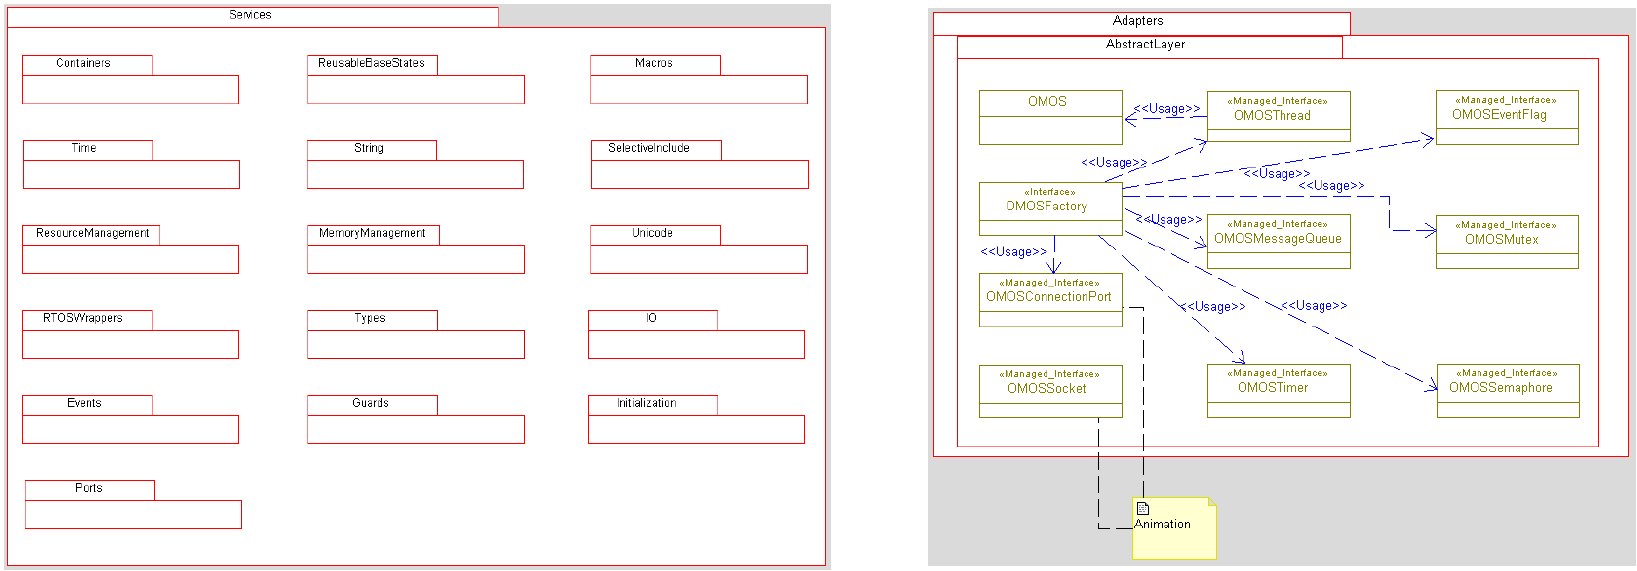 Services
Containers
ReusableBaseStates
Macros
Time
String
SelectiveInclude
ResourceManagement
MemoryManagement
Unicode
RTOSWrappers
Types
IO
Events
Guards
Initialization
Ports
Adapters
AbstractLayer
OMOS
<<Usage>>
«Managed_Interface»
OMOSThread
«Managed_Interface»
OMOSEventFlag
<<Usage>>
<<Usage>>
<<Usage>>
«Interface»
OMOSFactory
<<Usage>>
«Managed_Interface»
OMOSMessageQueue
«Managed_Interface»
OMOSMutex
<<Usage>>
«Managed_Interface»
OMOSConnectionPort
<<Usage>>
<<Usage>>
«Managed_Interface»
OMOSSocket
«Managed_Interface»
OMOSTimer
«Managed_Interface»
OMOSSemaphore
Animation